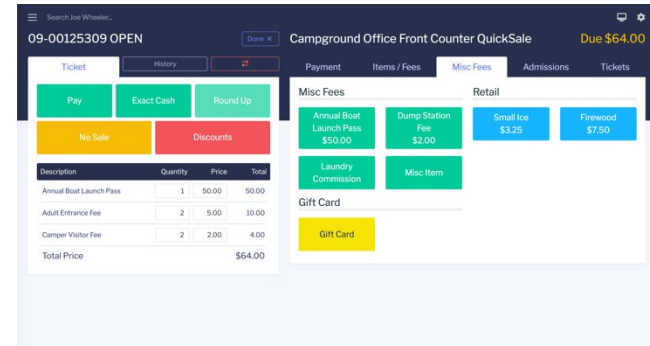 Search Joe Wheeler..
09-00125309 OPEN
Done ×
Campground Office Front Counter QuickSale
Due $64.00
Ticket
History
Payment
Items / Fees
Misc Fees
Admissions
Tickets
Pay
Exact Cash
Round Up
No Sale
Discounts
Description Quantity Price Total
Annual Boat Launch Pass 1 50.00 50.00
Adult Entrance Fee 2 5.00 10.00
Camper Visitor Fee 2 2.00 4.00
Total Price $64.00
Misc Fees
Annual Boat
Launch Pass
$50.00
Dump Station
Fee
$2.00
Laundry
Commission
Misc Item
Gift Card
Gift Card
Retail
Small Ice
$3.25
Firewood
$7.50